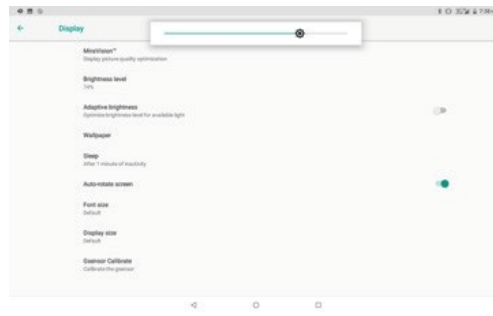 Display
MiraVision™
Display picture quality optimization
Brightness level
74%
Adaptive brightness
Optimize brightness level for available light
Wallpaper
Sleep
After 1 minute of inactivity
Auto-rotate screen
Font size
Default
Display size
Default
Gsensor Calibrate
Calibrate the gsensor